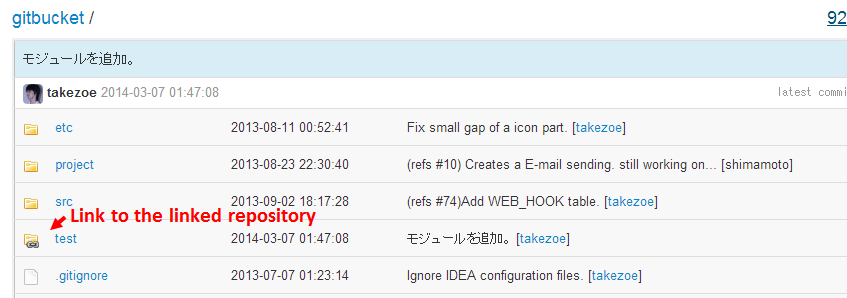 gitbucket / 92
モジュールを追加。
takezoe 2014-03-07 01:47:08 latest commi
etc 2013-08-11 00:52:41 Fix small gap of a icon part. [takezoe]
project 2013-08-23 22:30:40 (refs #10) Creates a E-mail sending. still working on... [shimamoto]
src 2013-09-02 18:17:28 (refs #74)Add WEB_HOOK table. [takezoe]
Link to the linked repository
test 2014-03-07 01:47:08 モジュールを追加。[takezoe]
.gitignore 2013-07-07 01:23:14 Ignore IDEA configuration files. [takezoe]